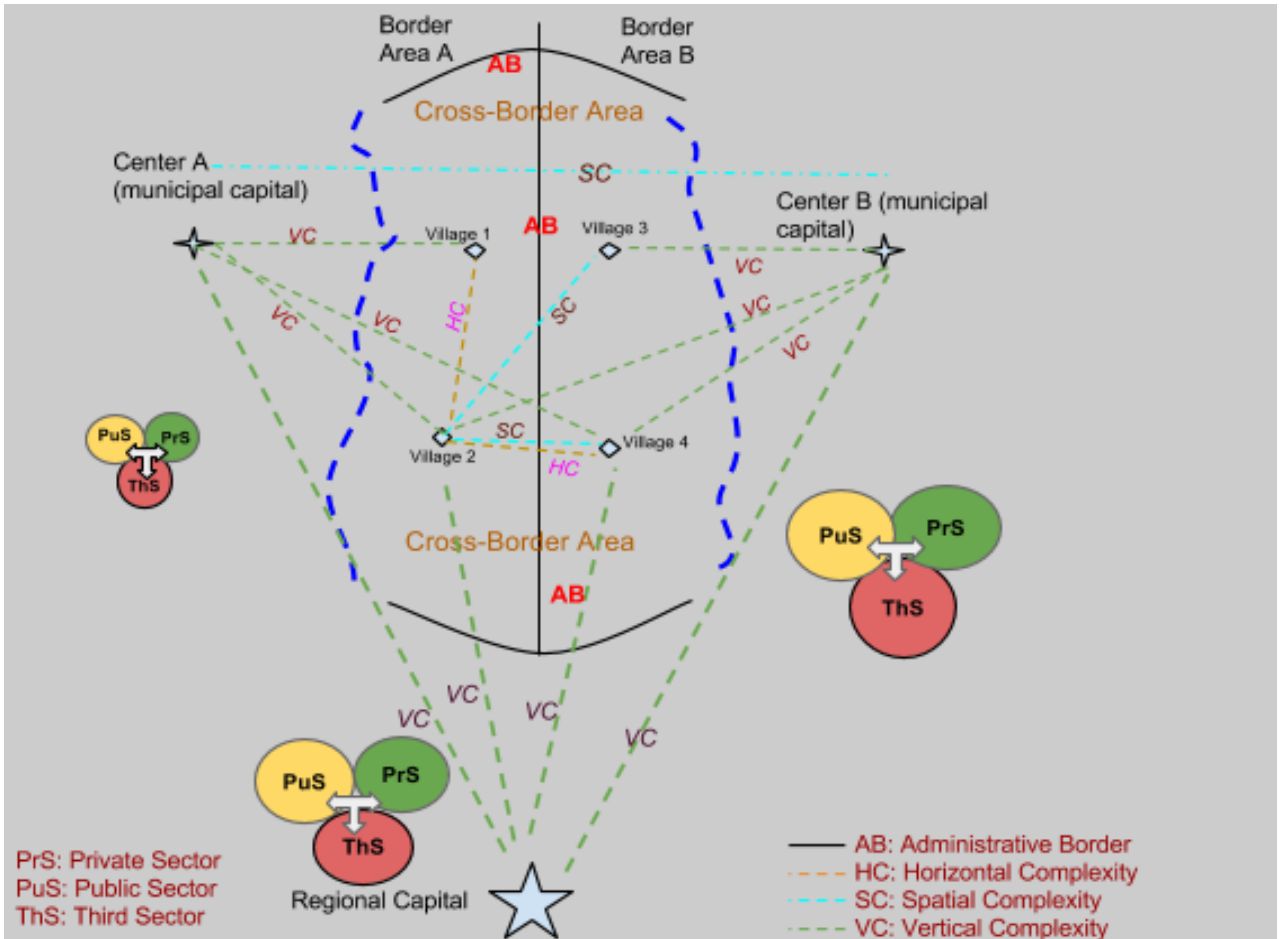 Border
Area A
Border
Area B
AB
Cross-Border Area
Center A
(municipal capital)
SC
Center B (municipal
capital)
AB
Village 1
Village 3
VC
VC
HC
SC
VC
VC
VC
VC
SC
Village 2
Village 4
HC
PuS
PrS
ThS
Cross-Border Area
PuS
PrS
ThS
AB
VC
VC
VC
VC
PuS
PrS
ThS
PrS: Private Sector
PuS: Public Sector
ThS: Third Sector
Regional Capital
AB: Administrative Border
HC: Horizontal Complexity
SC: Spatial Complexity
VC: Vertical Complexity